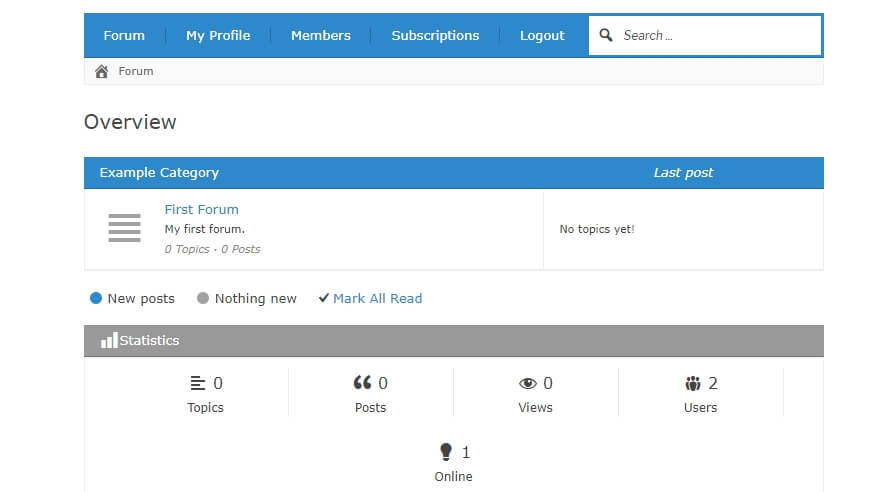 Forum My Profile Members Subscriptions Logout Search ...
Forum
Overview
Example Category Last post
First Forum
My first forum.
No topics yet!
0 Topics · 0 Posts
New posts Nothing new Mark All Read
Statistics
0 0 0 2
Topics Posts Views Users
1
Online